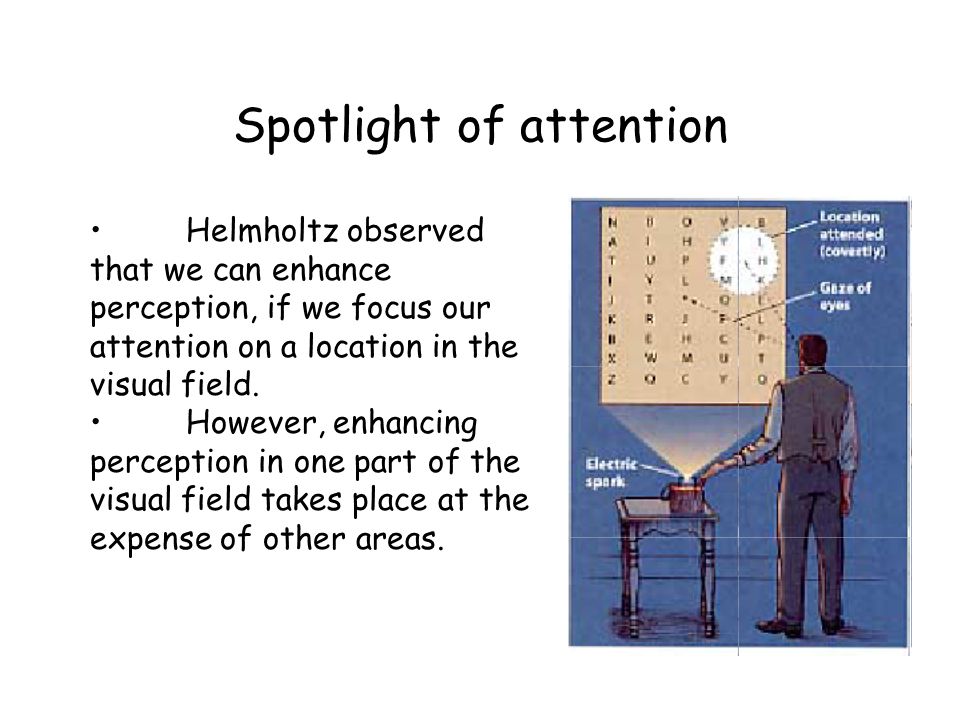 Spotlight of attention
• Helmholtz observed
that we can enhance
perception, if we focus our
attention on a location in the
visual field.
• However, enhancing
perception in one part of the
visual field takes place at the
expense of other areas.
Location
attended
(covertly)
Gaze of
eyes
Electric
spark